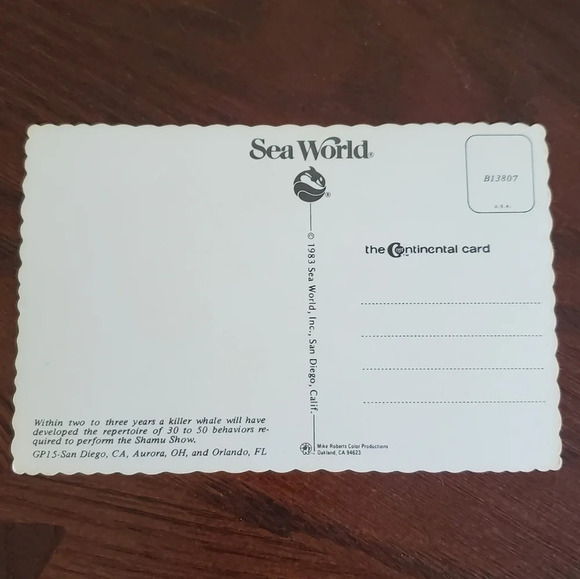 Sea World®
®
B13807
U.S.A.
© 1983 Sea World, Inc., San Diego, Calif.
the Continental card
Within two to three years a killer whale will have
developed the repertoire of 30 to 50 behaviors re-
quired to perform the Shamu Show.
GP15-San Diego, CA, Aurora, OH, and Orlando, FL
Mike Roberts Color Productions
Oakland, CA 94623